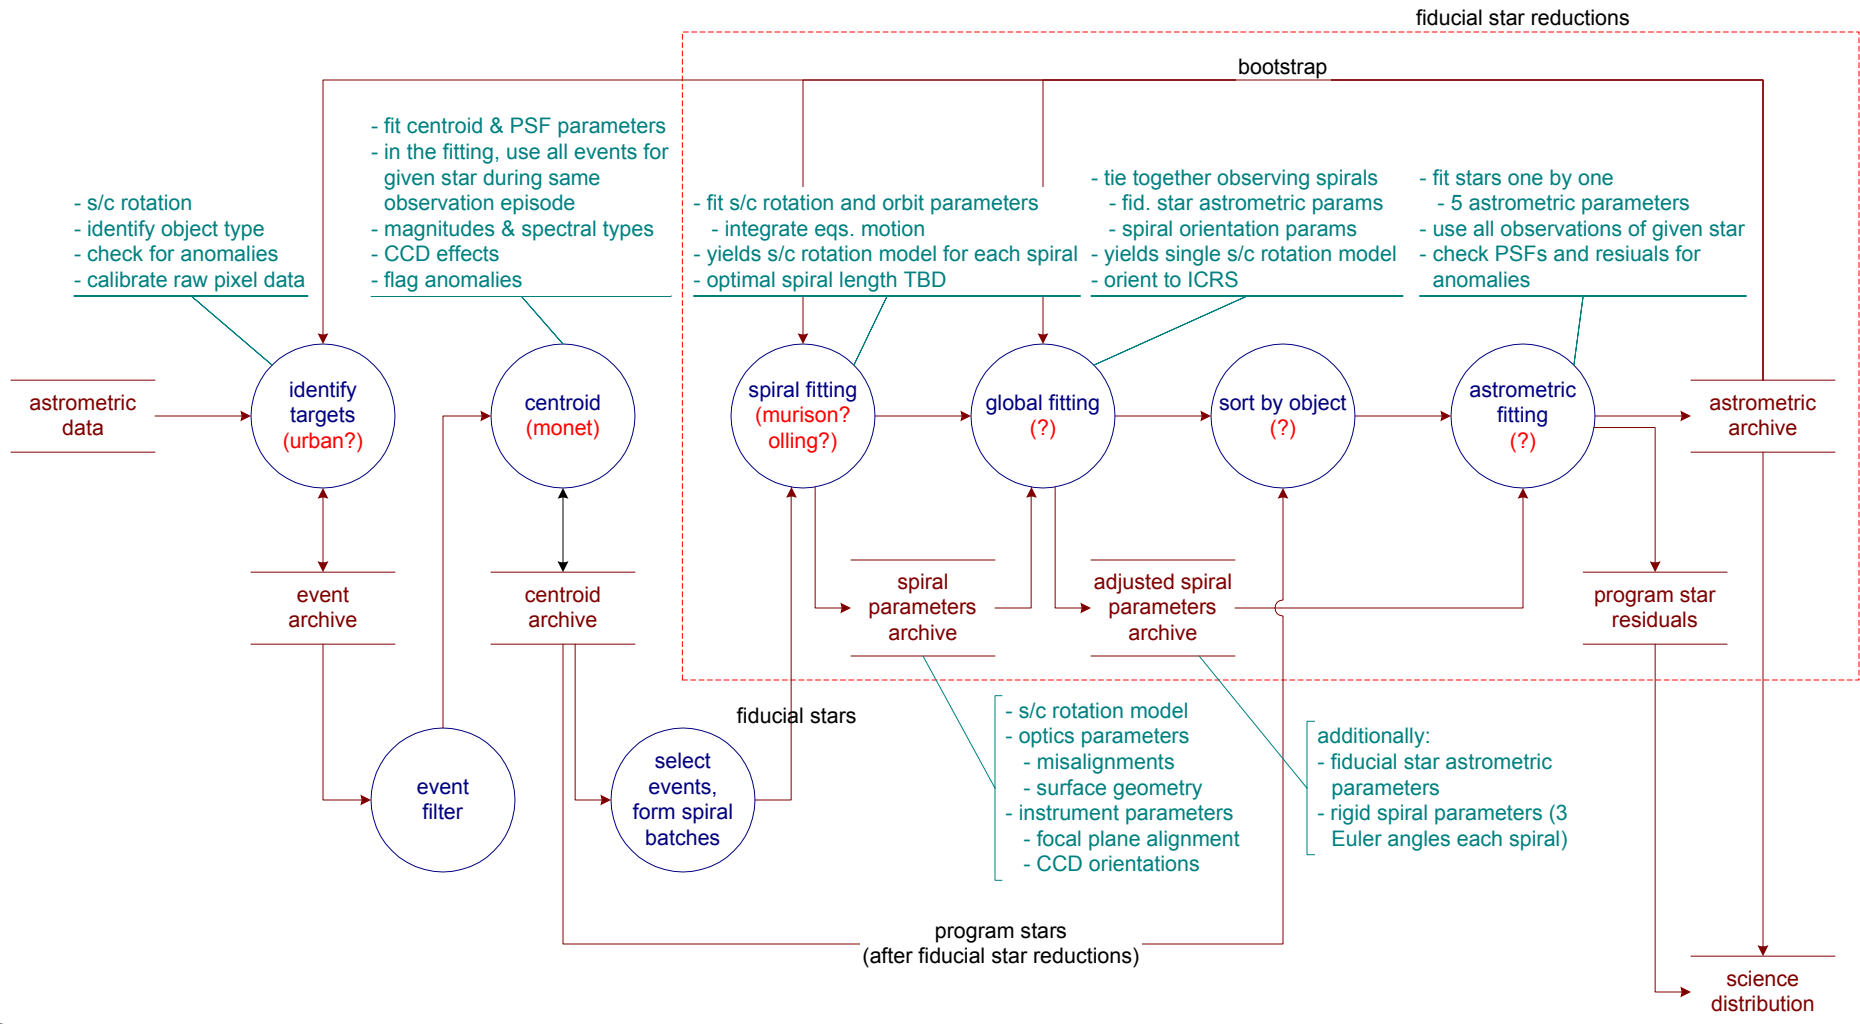 fiducial star reductions
bootstrap
- s/c rotation
- identify object type
- check for anomalies
- calibrate raw pixel data
- fit centroid & PSF parameters
- in the fitting, use all events for
given star during same
observation episode
- magnitudes & spectral types
- CCD effects
- flag anomalies
- fit s/c rotation and orbit parameters
- integrate eqs. motion
- yields s/c rotation model for each spiral
- optimal spiral length TBD
- tie together observing spirals
- fid. star astrometric params
- spiral orientation params
- yields single s/c rotation model
- orient to ICRS
- fit stars one by one
- 5 astrometric parameters
- use all observations of given star
- check PSFs and resiuals for
anomalies
astrometric
data
identify
targets
(urban?)
centroid
(monet)
spiral fitting
(murison?
olling?)
global fitting
(?)
sort by object
(?)
astrometric
fitting
(?)
astrometric
archive
event
archive
centroid
archive
spiral
parameters
archive
adjusted spiral
parameters
archive
program star
residuals
fiducial stars
event
filter
select
events,
form spiral
batches
- s/c rotation model
- optics parameters
- misalignments
- surface geometry
- instrument parameters
- focal plane alignment
- CCD orientations
additionally:
- fiducial star astrometric
parameters
- rigid spiral parameters (3
Euler angles each spiral)
program stars
(after fiducial star reductions)
science
distribution